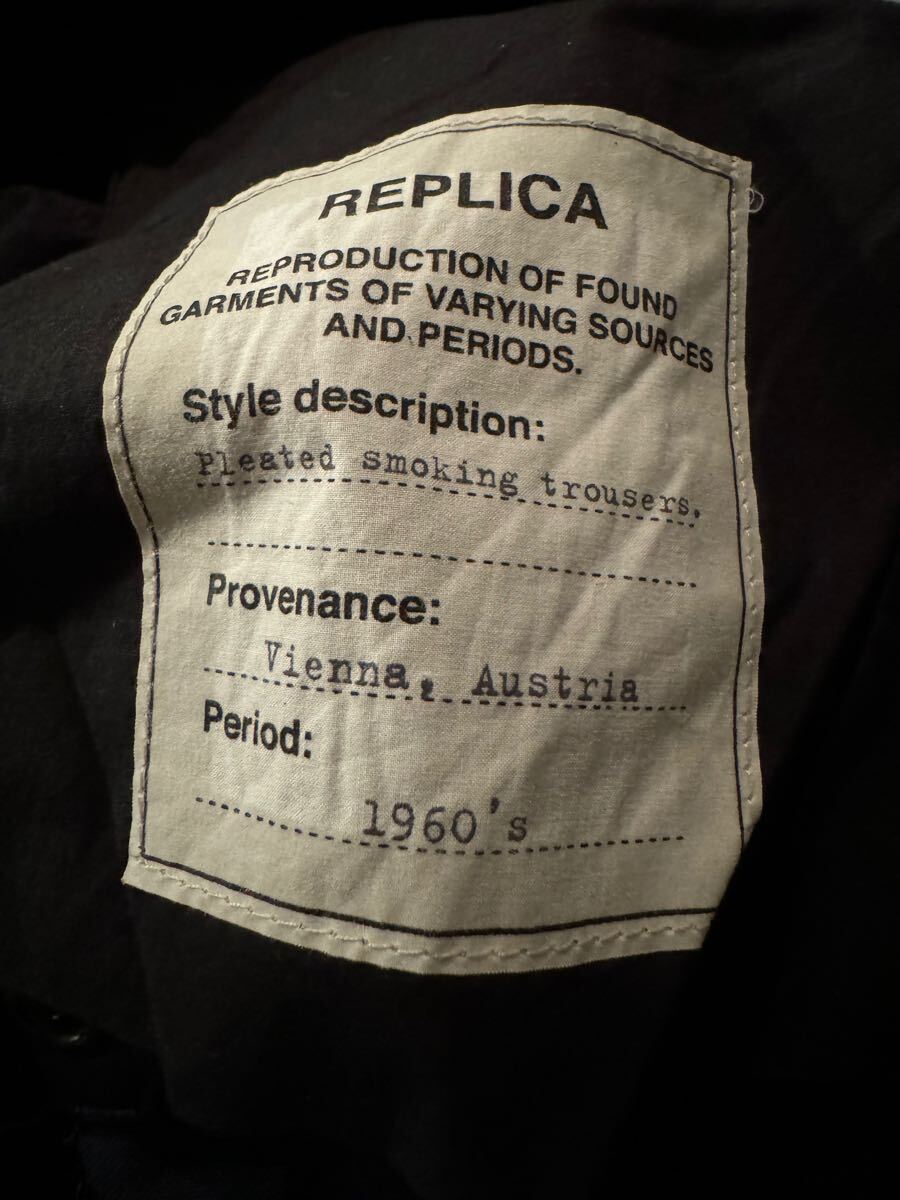 REPLICA
REPRODUCTION OF FOUND
GARMENTS OF VARYING SOURCES
AND PERIODS.
Style description:
Pleated smoking trousers.
Provenance:
Vienna, Austria
Period:
1960's